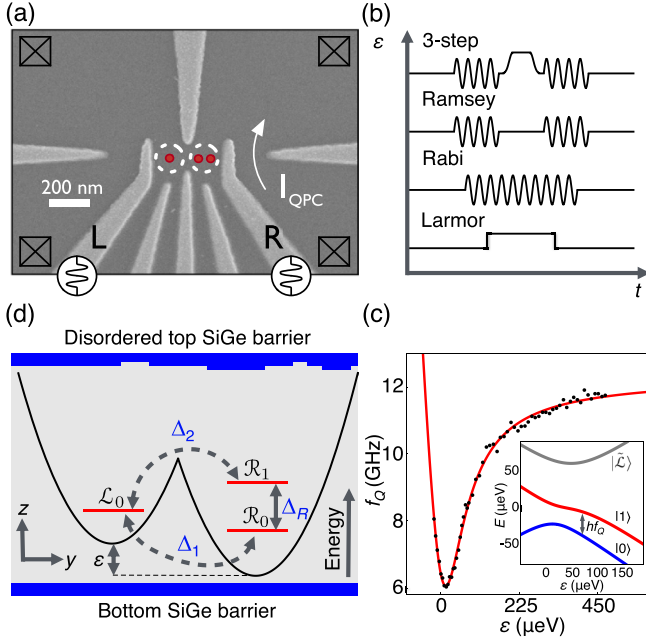 (a)
200 nm
I_QPC
L
R
(b)
ε
3-step
Ramsey
Rabi
Larmor
t
(d)
Disordered top SiGe barrier
Δ₂
ℒ₀
ℛ₁
ℛ₀
Δ_R
Δ₁
z
y
ε
Energy
Bottom SiGe barrier
(c)
f_Q (GHz)
12
10
8
6
0
225
450
ε (μeV)
E (μeV)
50
0
-50
|ℒ̃⟩
|1⟩
hf_Q
|0⟩
0
50
100
150
ε (μeV)